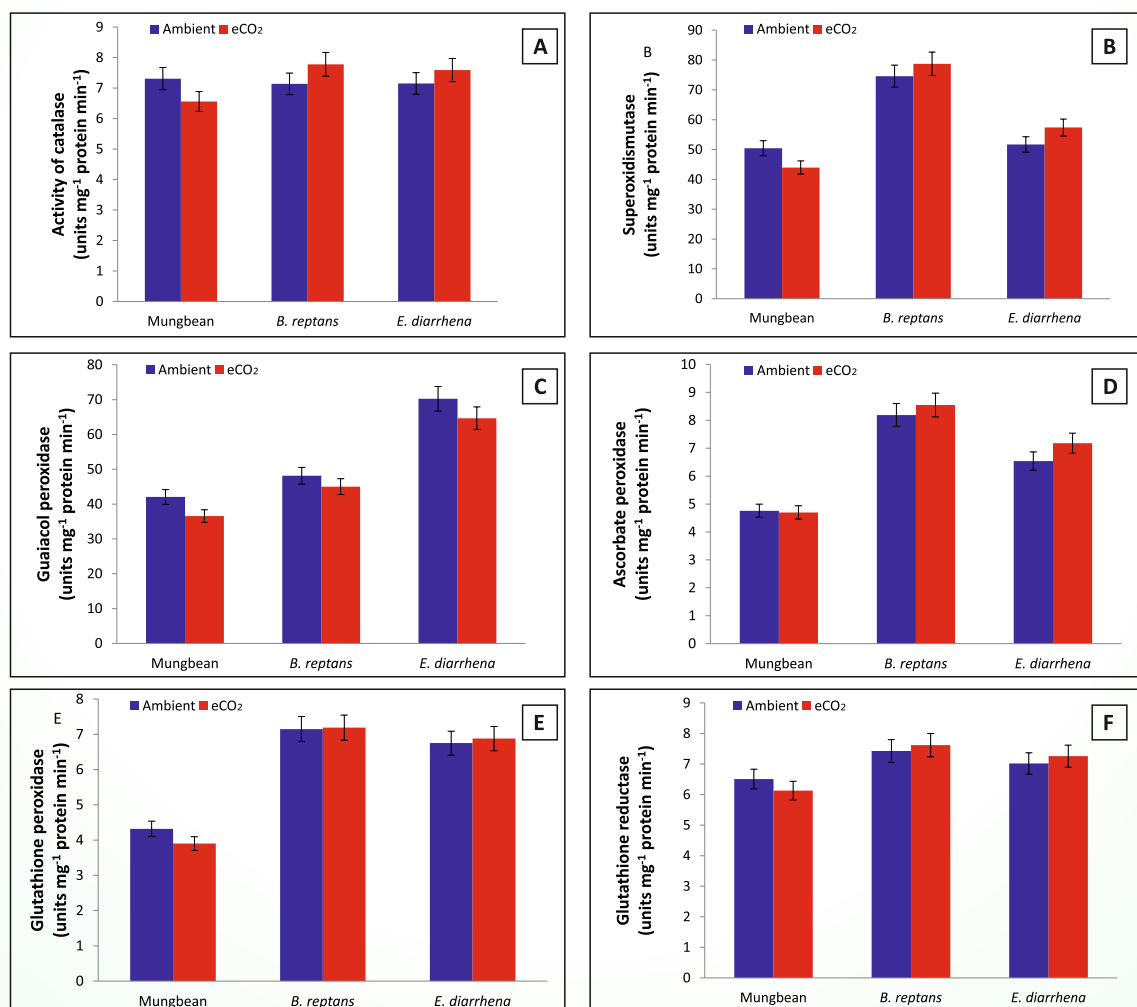 Ambient eCO₂
A
Activity of catalase
(units mg⁻¹ protein min⁻¹)
9
8
7
6
5
4
3
2
1
0
Mungbean B. reptans E. diarrhena
Ambient eCO₂
B
B
Superoxidismutase
(units mg⁻¹ protein min⁻¹)
90
80
70
60
50
40
30
20
10
0
Mungbean B. reptans E. diarrhena
Ambient eCO₂
C
Guaiacol peroxidase
(units mg⁻¹ protein min⁻¹)
80
70
60
50
40
30
20
10
0
Mungbean B. reptans E. diarrhena
Ambient eCO₂
D
Ascorbate peroxidase
(units mg⁻¹ protein min⁻¹)
10
9
8
7
6
5
4
3
2
1
0
Mungbean B. reptans E. diarrhena
Ambient eCO₂
E
E
Glutathione peroxidase
(units mg⁻¹ protein min⁻¹)
8
7
6
5
4
3
2
1
0
Mungbean B. reptans E. diarrhena
Ambient eCO₂
F
Glutathione reductase
(units mg⁻¹ protein min⁻¹)
9
8
7
6
5
4
3
2
1
0
Mungbean B. reptans E. diarrhena